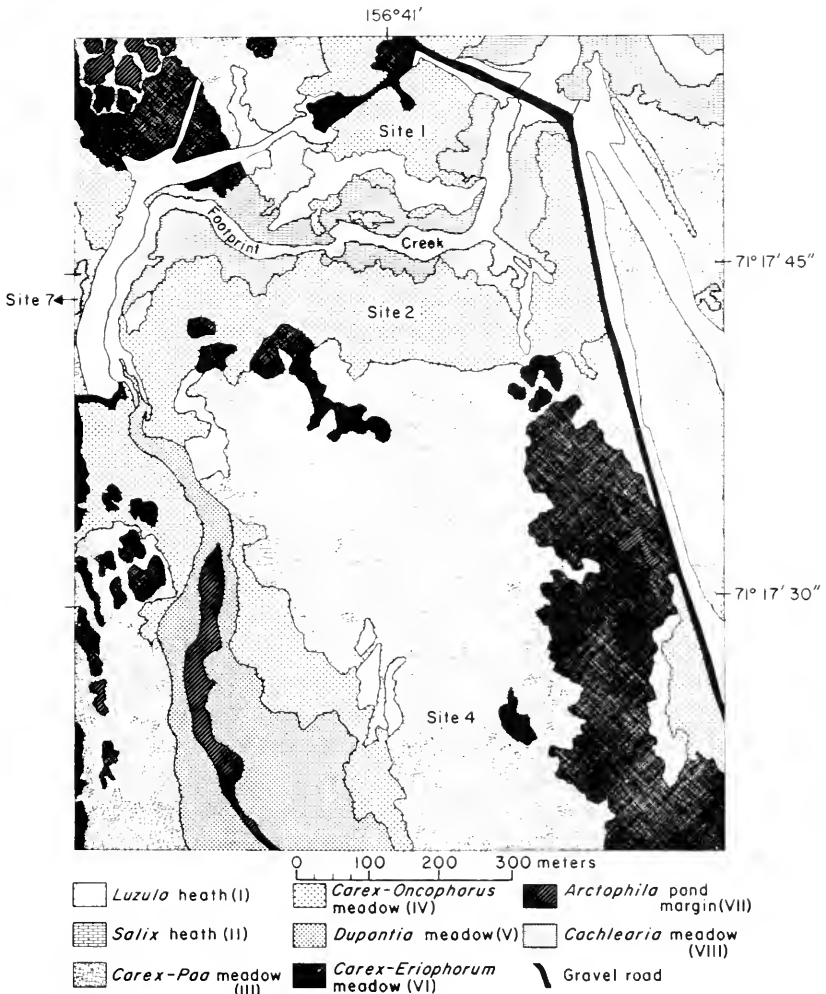 156°41'
Site 1
Footprint
Creek
71°17'45"
Site 7
Site 2
71°17'30"
Site 4
0 100 200 300 meters
Luzula heath (I)
Salix heath (II)
Carex-Poa meadow
(III)
Carex-Oncophorus
meadow (IV)
Dupontia meadow (V)
Carex-Eriophorum
meadow (VI)
Arctophila pond
margin (VII)
Cochlearia meadow
(VIII)
Gravel road